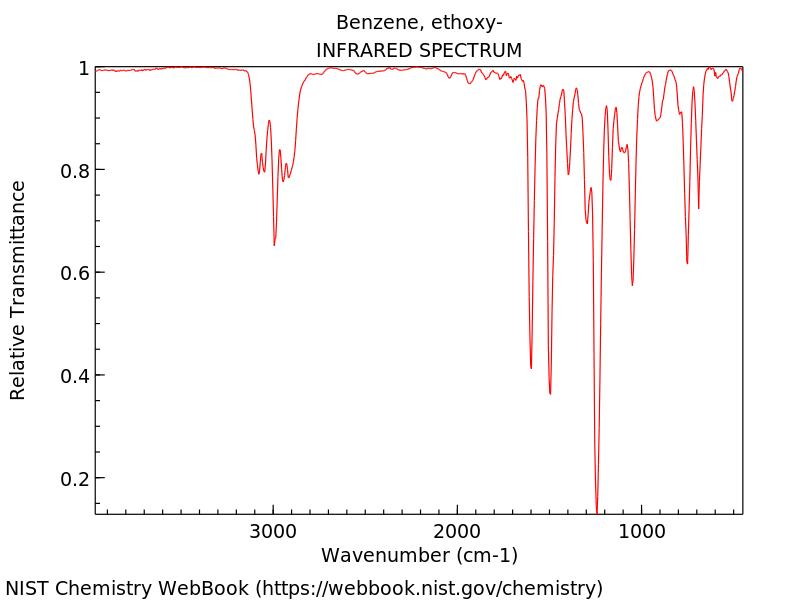 Benzene, ethoxy-
INFRARED SPECTRUM
1
0.8
0.6
0.4
0.2
Relative Transmittance
3000 2000 1000
Wavenumber (cm-1)
NIST Chemistry WebBook (https://webbook.nist.gov/chemistry)